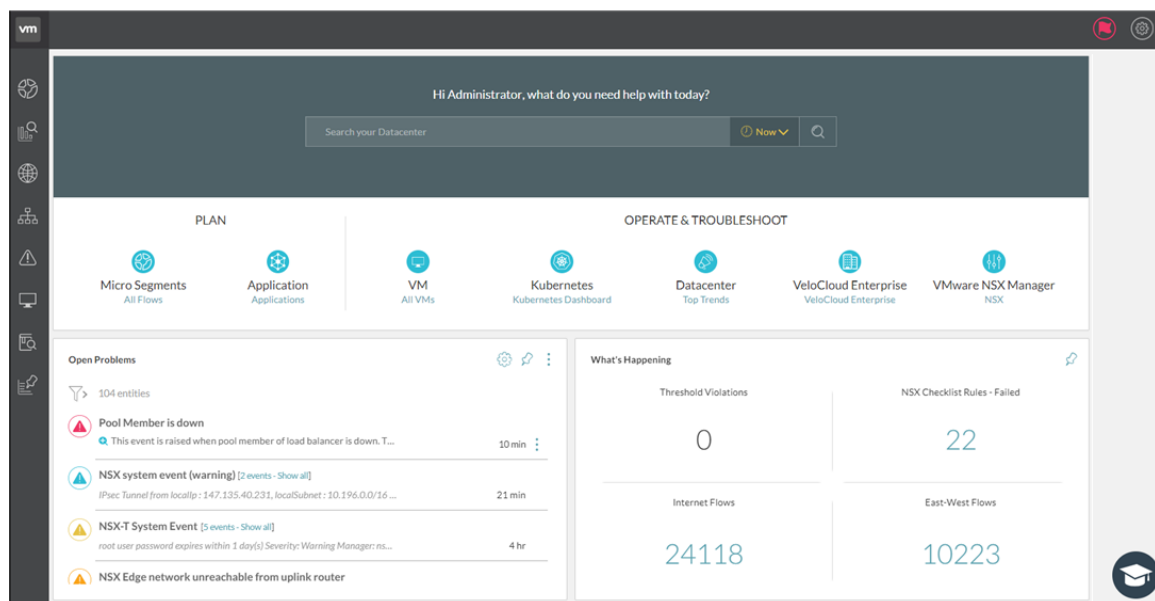 vm
Hi Administrator, what do you need help with today?
Search your Datacenter
Now
PLAN
OPERATE & TROUBLESHOOT
Micro Segments
All Flows
Application
Applications
VM
All VMs
Kubernetes
Kubernetes Dashboard
Datacenter
Top Trends
VeloCloud Enterprise
VeloCloud Enterprise
VMware NSX Manager
NSX
Open Problems
104 entities
Pool Member is down
This event is raised when pool member of load balancer is down. T...
10 min
NSX system event (warning) [2 events - Show all]
IPsec Tunnel from localIp : 147.135.40.231, localSubnet : 10.196.0.0/16 ...
21 min
NSX-T System Event [5 events - Show all]
root user password expires within 1 day(s) Severity: Warning Manager: ns...
4 hr
NSX Edge network unreachable from uplink router
What's Happening
Threshold Violations
0
NSX Checklist Rules - Failed
22
Internet Flows
24118
East-West Flows
10223